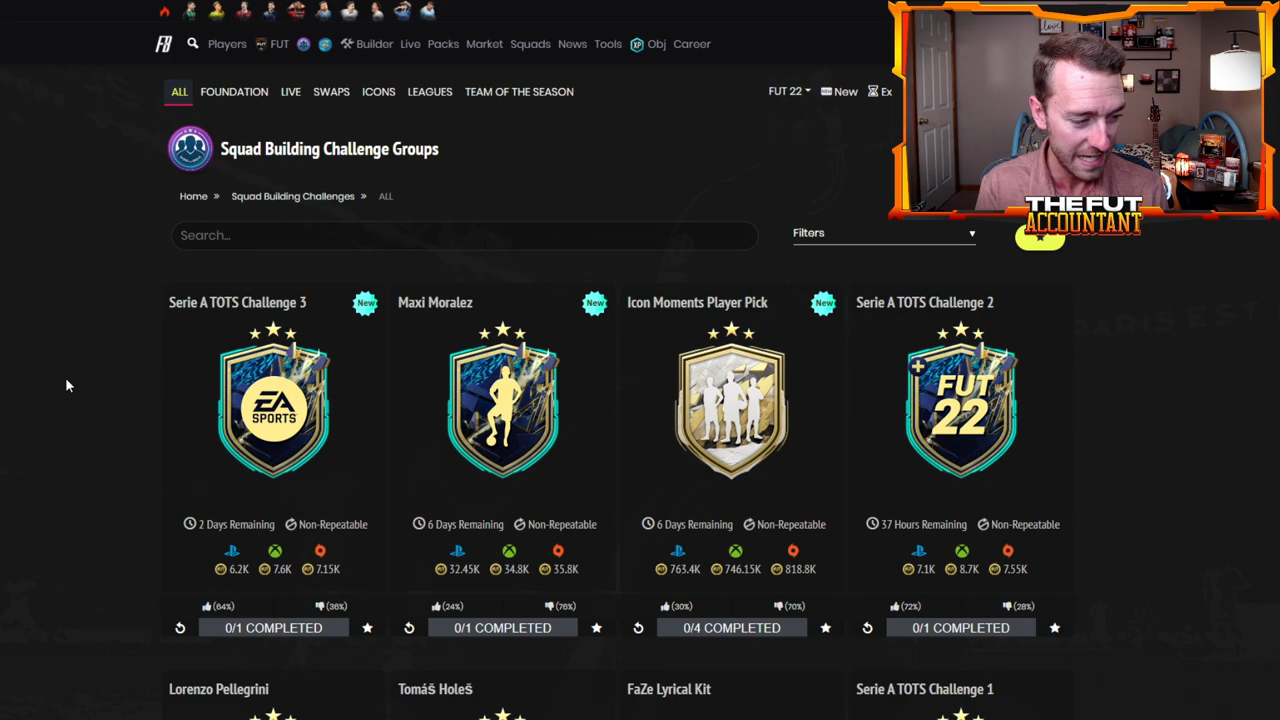 FB Players FUT Builder Live Packs Market Squads News Tools XP Obj Career
ALL FOUNDATION LIVE SWAPS ICONS LEAGUES TEAM OF THE SEASON FUT 22 New Ex
Squad Building Challenge Groups
Home » Squad Building Challenges » ALL
Search...
Filters
THE FUT
ACCOUNTANT
Serie A TOTS Challenge 3 New
Maxi Moralez New
Icon Moments Player Pick New
Serie A TOTS Challenge 2
EA
SPORTS
FUT
22
2 Days Remaining Non-Repeatable
6 Days Remaining Non-Repeatable
6 Days Remaining Non-Repeatable
37 Hours Remaining Non-Repeatable
6.2K 7.6K 7.15K
32.45K 34.8K 35.8K
763.4K 746.15K 818.8K
7.1K 8.7K 7.55K
(64%) (36%)
(24%) (76%)
(30%) (70%)
(72%) (28%)
0/1 COMPLETED
0/1 COMPLETED
0/4 COMPLETED
0/1 COMPLETED
Lorenzo Pellegrini
Tomáš Holeš
FaZe Lyrical Kit
Serie A TOTS Challenge 1